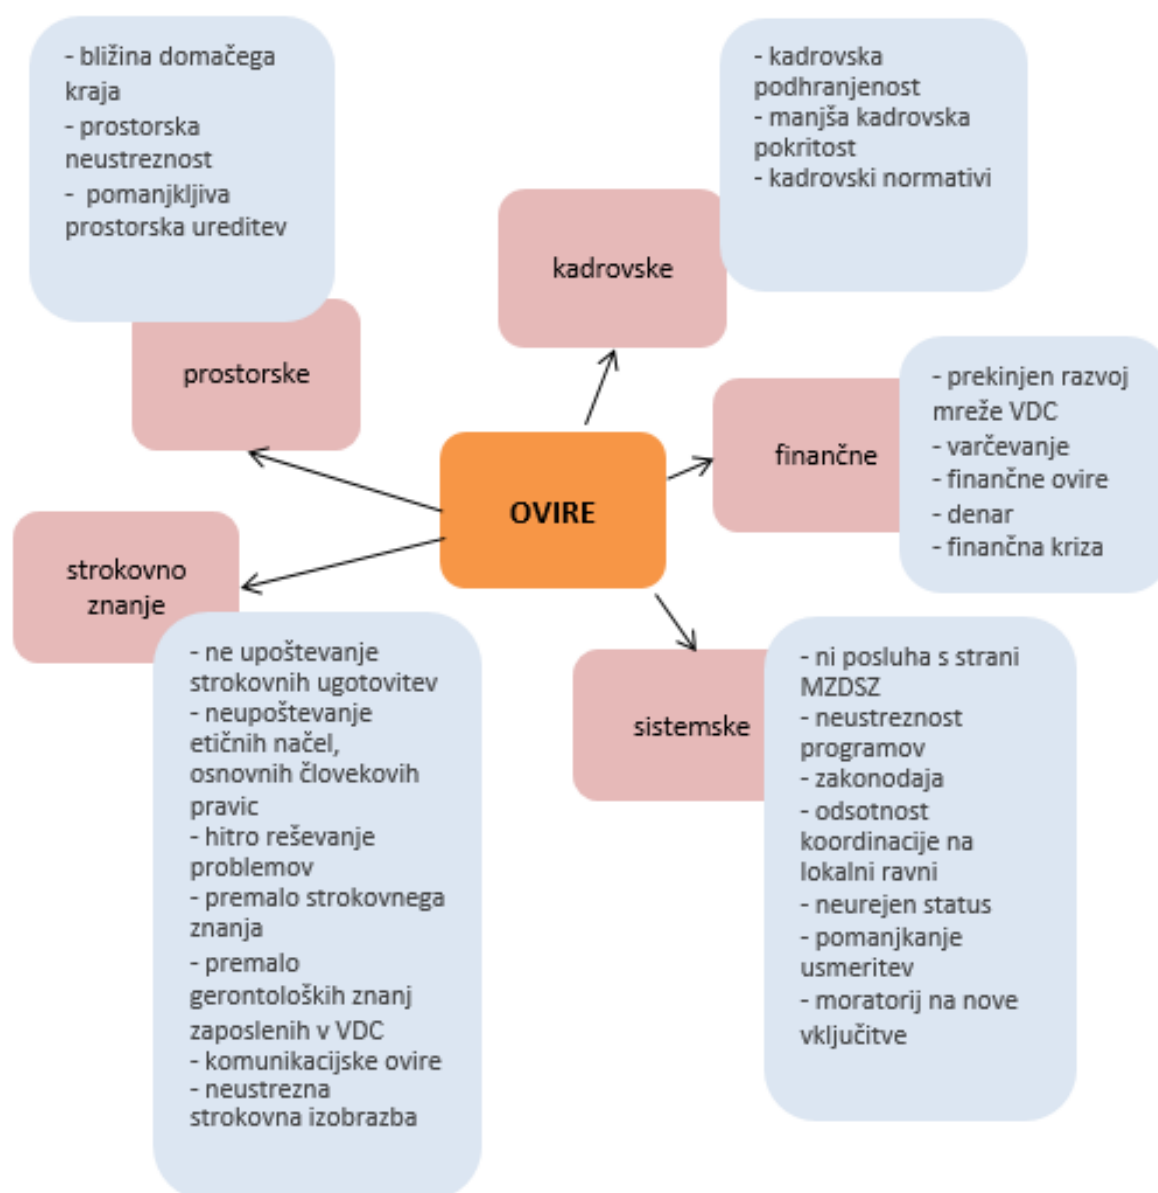 - bližina domačega
kraja
- prostorska
neustreznost
- pomanjkljiva
prostorska ureditev
prostorske
- kadrovska
podhranjenost
- manjša kadrovska
pokritost
- kadrovski normativi
kadrovske
finančne
- prekinjen razvoj
mreže VDC
- varčevanje
- finančne ovire
- denar
- finančna kriza
OVIRE
strokovno
znanje
- ne upoštevanje
strokovnih ugotovitev
- neupoštevanje
etičnih načel,
osnovnih človekovih
pravic
- hitro reševanje
problemov
- premalo strokovnega
znanja
- premalo
gerontoloških znanj
zaposlenih v VDC
- komunikacijske ovire
- neustrezna
strokovna izobrazba
sistemske
- ni posluha s strani
MZDSZ
- neustreznost
programov
- zakonodaja
- odsotnost
koordinacije na
lokalni ravni
- neurejen status
- pomanjkanje
usmeritev
- moratorij na nove
vključitve